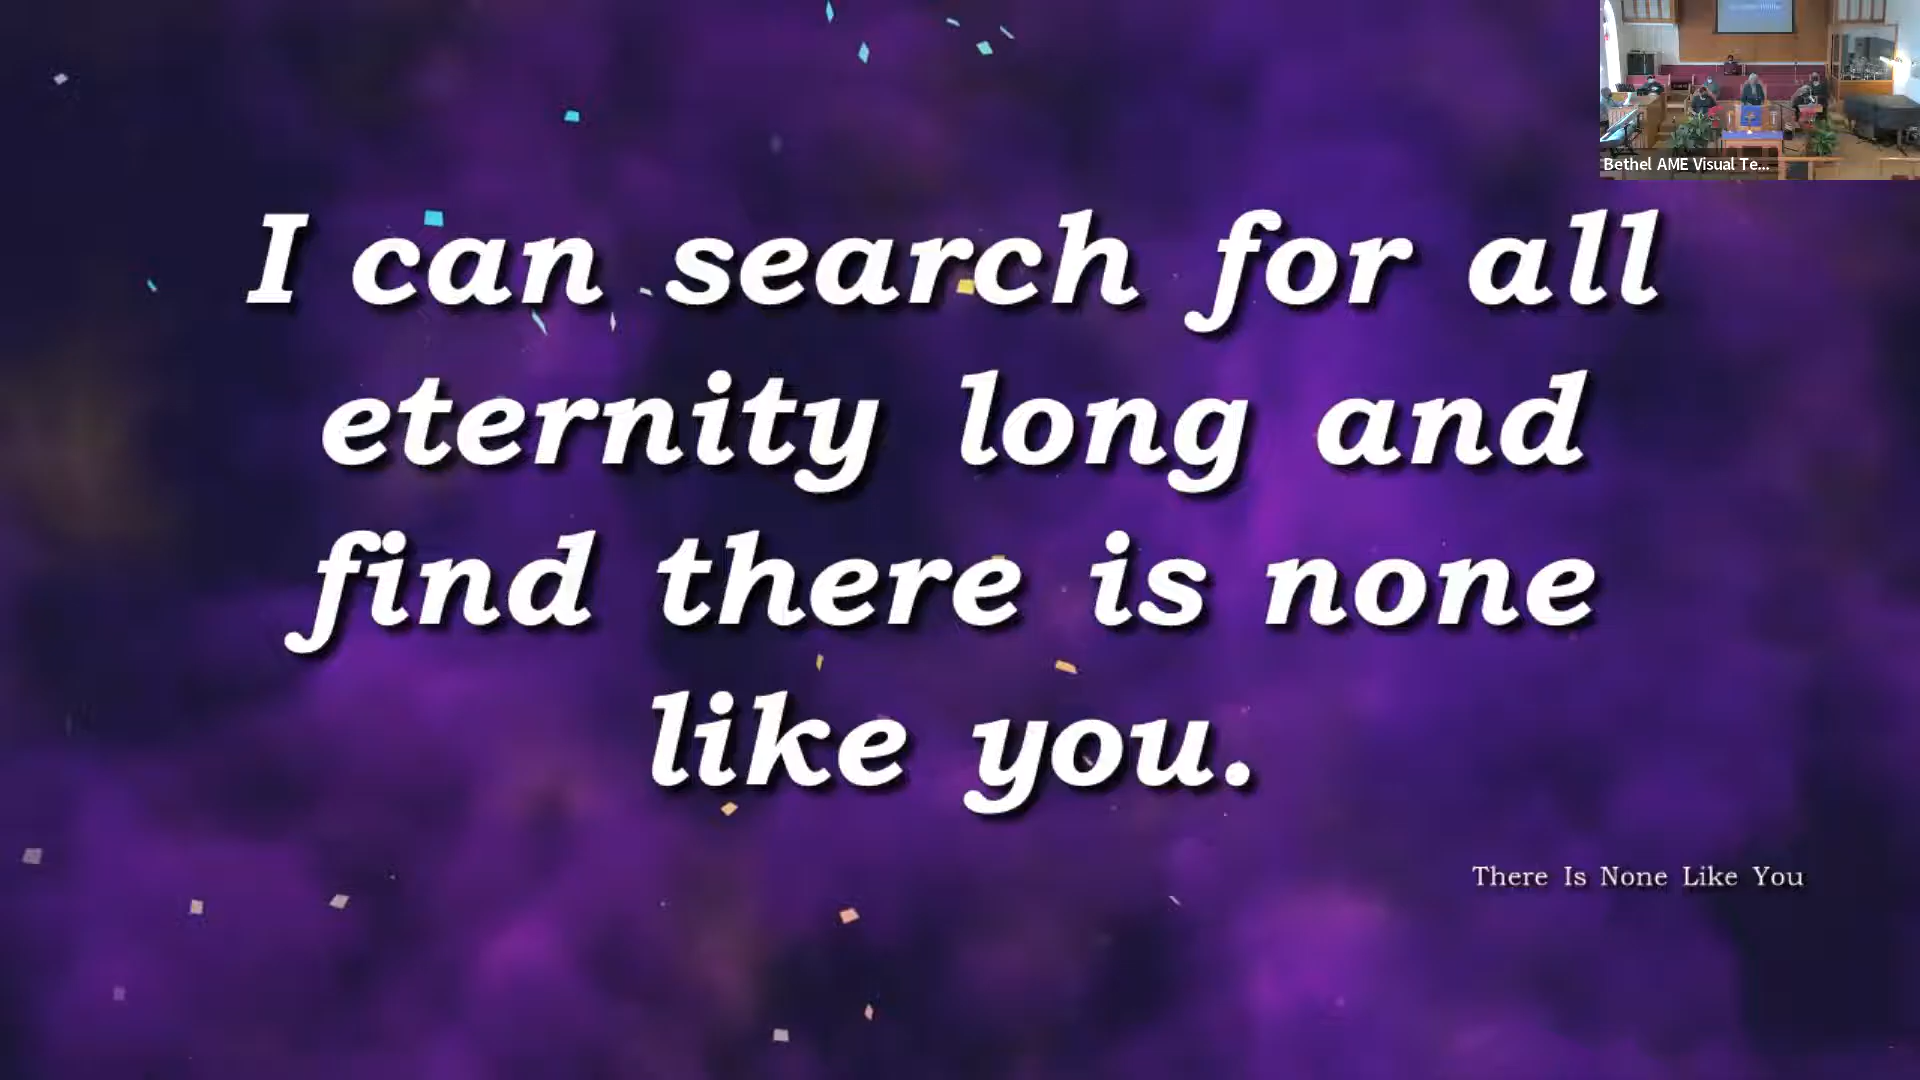 Bethel AME Visual Te...
I can search for all
eternity long and
find there is none
like you.
There Is None Like You